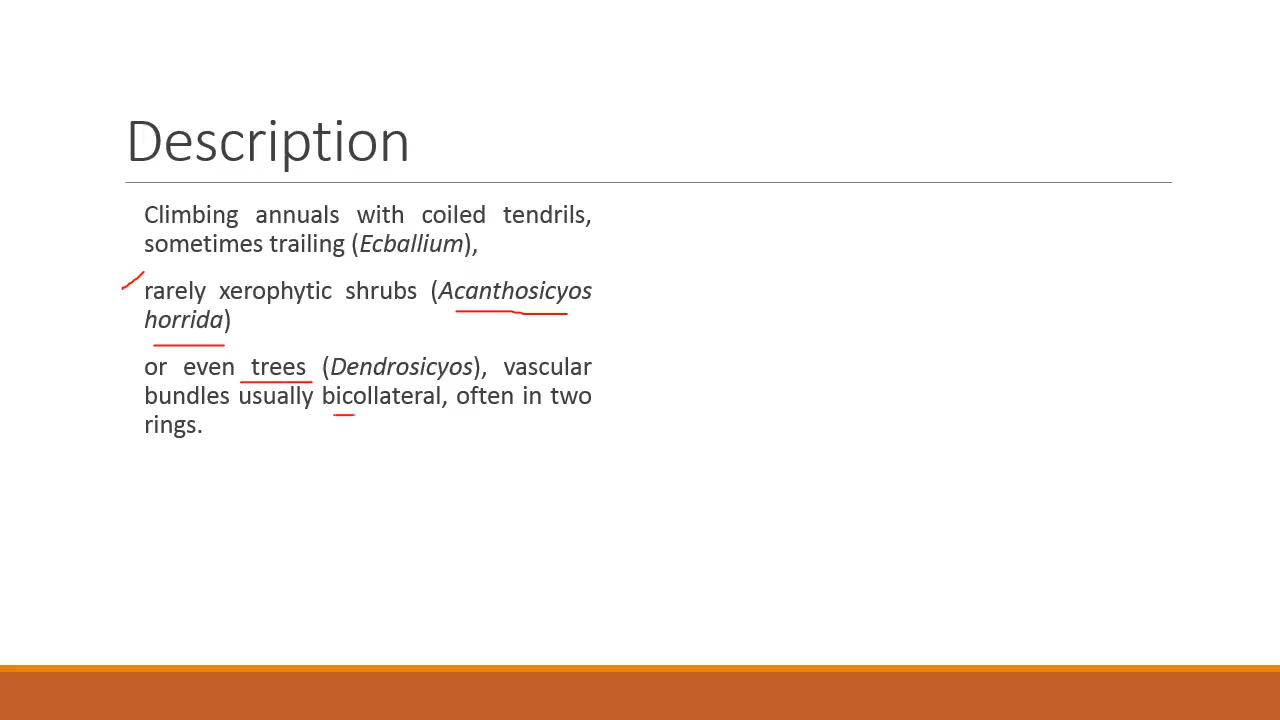 Description
Climbing annuals with coiled tendrils,
sometimes trailing (Ecballium),
rarely xerophytic shrubs (Acanthosicyos
horrida)
or even trees (Dendrosicyos), vascular
bundles usually bicollateral, often in two
rings.